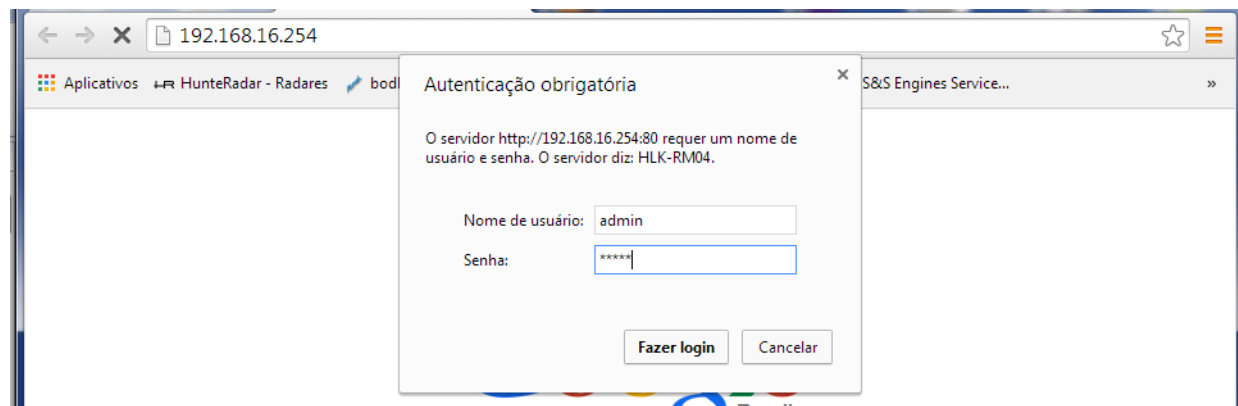 192.168.16.254
Aplicativos HunteRadar - Radares S&S Engines Service... »
Autenticação obrigatória
O servidor http://192.168.16.254:80 requer um nome de
usuário e senha. O servidor diz: HLK-RM04.
Nome de usuário: admin
Senha: *****
Fazer login Cancelar